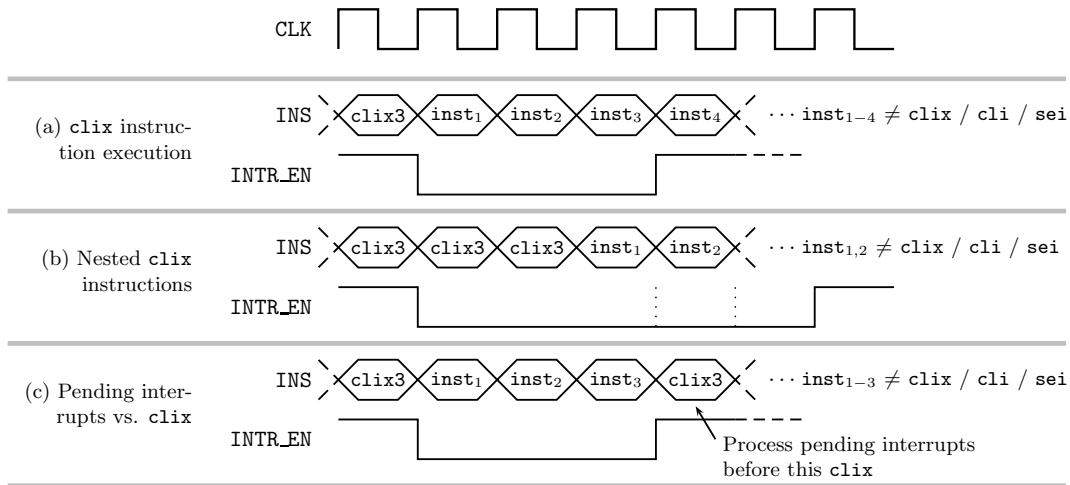 CLK
(a) clix instruc-
tion execution
INS clix3 inst₁ inst₂ inst₃ inst₄ ··· inst₁₋₄ ≠ clix / cli / sei
INTR_EN
(b) Nested clix
instructions
INS clix3 clix3 clix3 inst₁ inst₂ ··· inst₁,₂ ≠ clix / cli / sei
INTR_EN
(c) Pending inter-
rupts vs. clix
INS clix3 inst₁ inst₂ inst₃ clix3 ··· inst₁₋₃ ≠ clix / cli / sei
INTR_EN
Process pending interrupts
before this clix